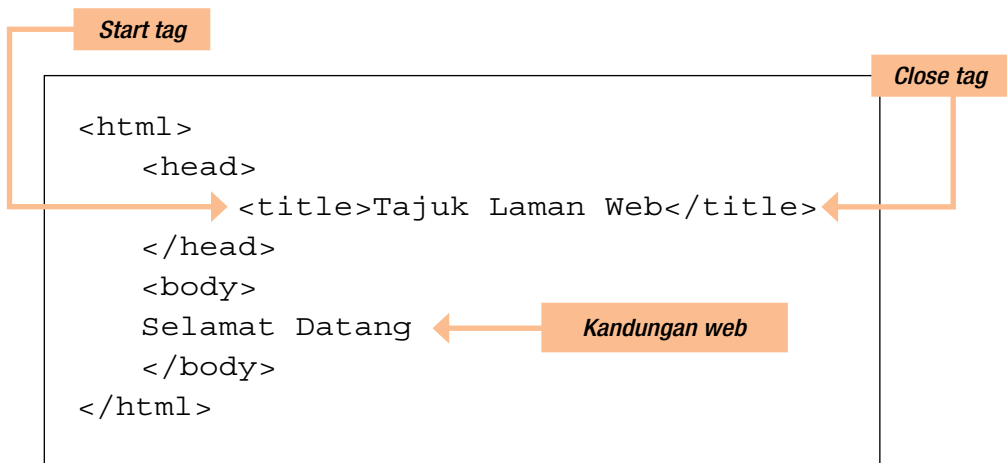 Start tag
Close tag
<html>
<head>
<title>Tajuk Laman Web</title>
</head>
<body>
Selamat Datang
Kandungan web
</body>
</html>